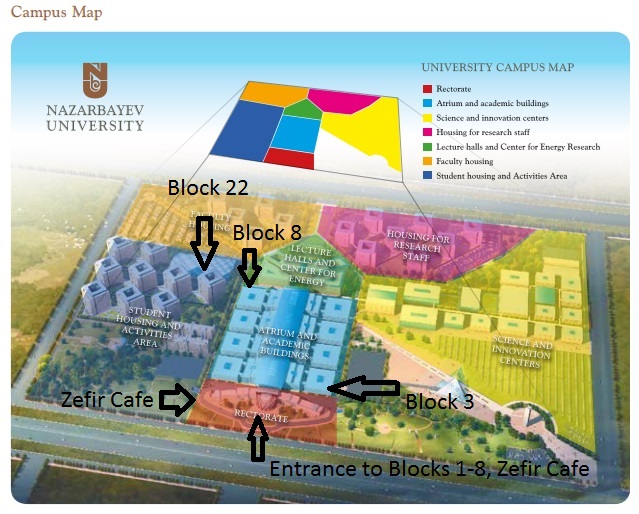 Campus Map
NAZARBAYEV
UNIVERSITY
UNIVERSITY CAMPUS MAP
Rectorate
Atrium and academic buildings
Science and innovation centers
Housing for research staff
Lecture halls and Center for Energy Research
Faculty housing
Student housing and Activities Area
Block 22
FACULTY
HOUSING
Block 8
HOUSING FOR
RESEARCH
STAFF
LECTURE
HALLS AND
CENTER FOR
ENERGY
STUDENT
HOUSING AND
ACTIVITIES
AREA
ATRIUM AND
ACADEMIC
BUILDINGS
SCIENCE AND
INNOVATION
CENTERS
Zefir Cafe
Block 3
RECTORATE
Entrance to Blocks 1-8, Zefir Cafe